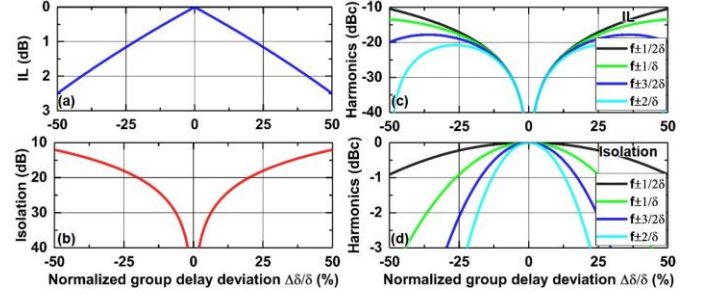 0
1
2
3
IL (dB)
(a)
-50
-25
0
25
50
10
20
30
40
Isolation (dB)
(b)
-50
-25
0
25
50
Normalized group delay deviation Δδ/δ (%)
-10
-20
-30
-40
Harmonics (dBc)
(c)
IL
f±1/2δ
f±1/δ
f±3/2δ
f±2/δ
-50
-25
0
25
50
0
-1
-2
-3
Harmonics (dBc)
(d)
Isolation
f±1/2δ
f±1/δ
f±3/2δ
f±2/δ
-50
-25
0
25
50
Normalized group delay deviation Δδ/δ (%)